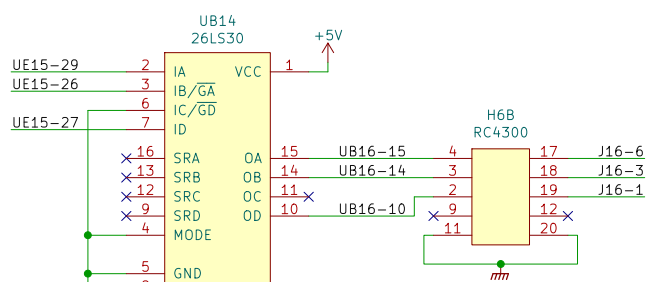 UB14
26LS30
+5V
UE15-29 2 IA VCC 1
UE15-26 3 IB/GA
6 IC/GD
UE15-27 7 ID
H6B
RC4300
16 SRA OA 15 UB16-15 4 17 J16-6
13 SRB OB 14 UB16-14 3 18 J16-3
12 SRC OC 11 2 19 J16-1
9 SRD OD 10 UB16-10 9 12
4 MODE 11 20
5 GND